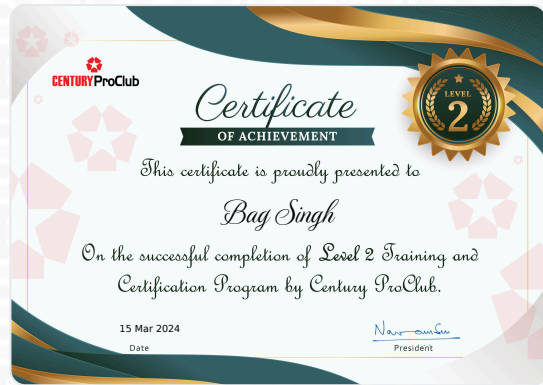 CENTURY ProClub
Certificate
OF ACHIEVEMENT
LEVEL
2
This certificate is proudly presented to
Bag Singh
On the successful completion of Level 2 Training and
Certification Program by Century ProClub.
15 Mar 2024
Date
President